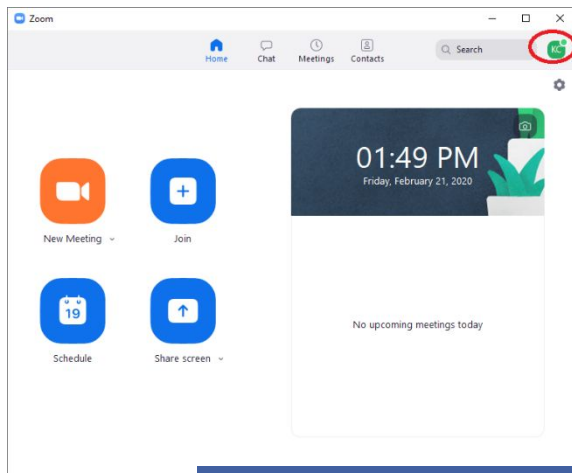 Zoom
Home Chat Meetings Contacts
Search
KC
01:49 PM
Friday, February 21, 2020
New Meeting Join
19
Schedule Share screen
No upcoming meetings today